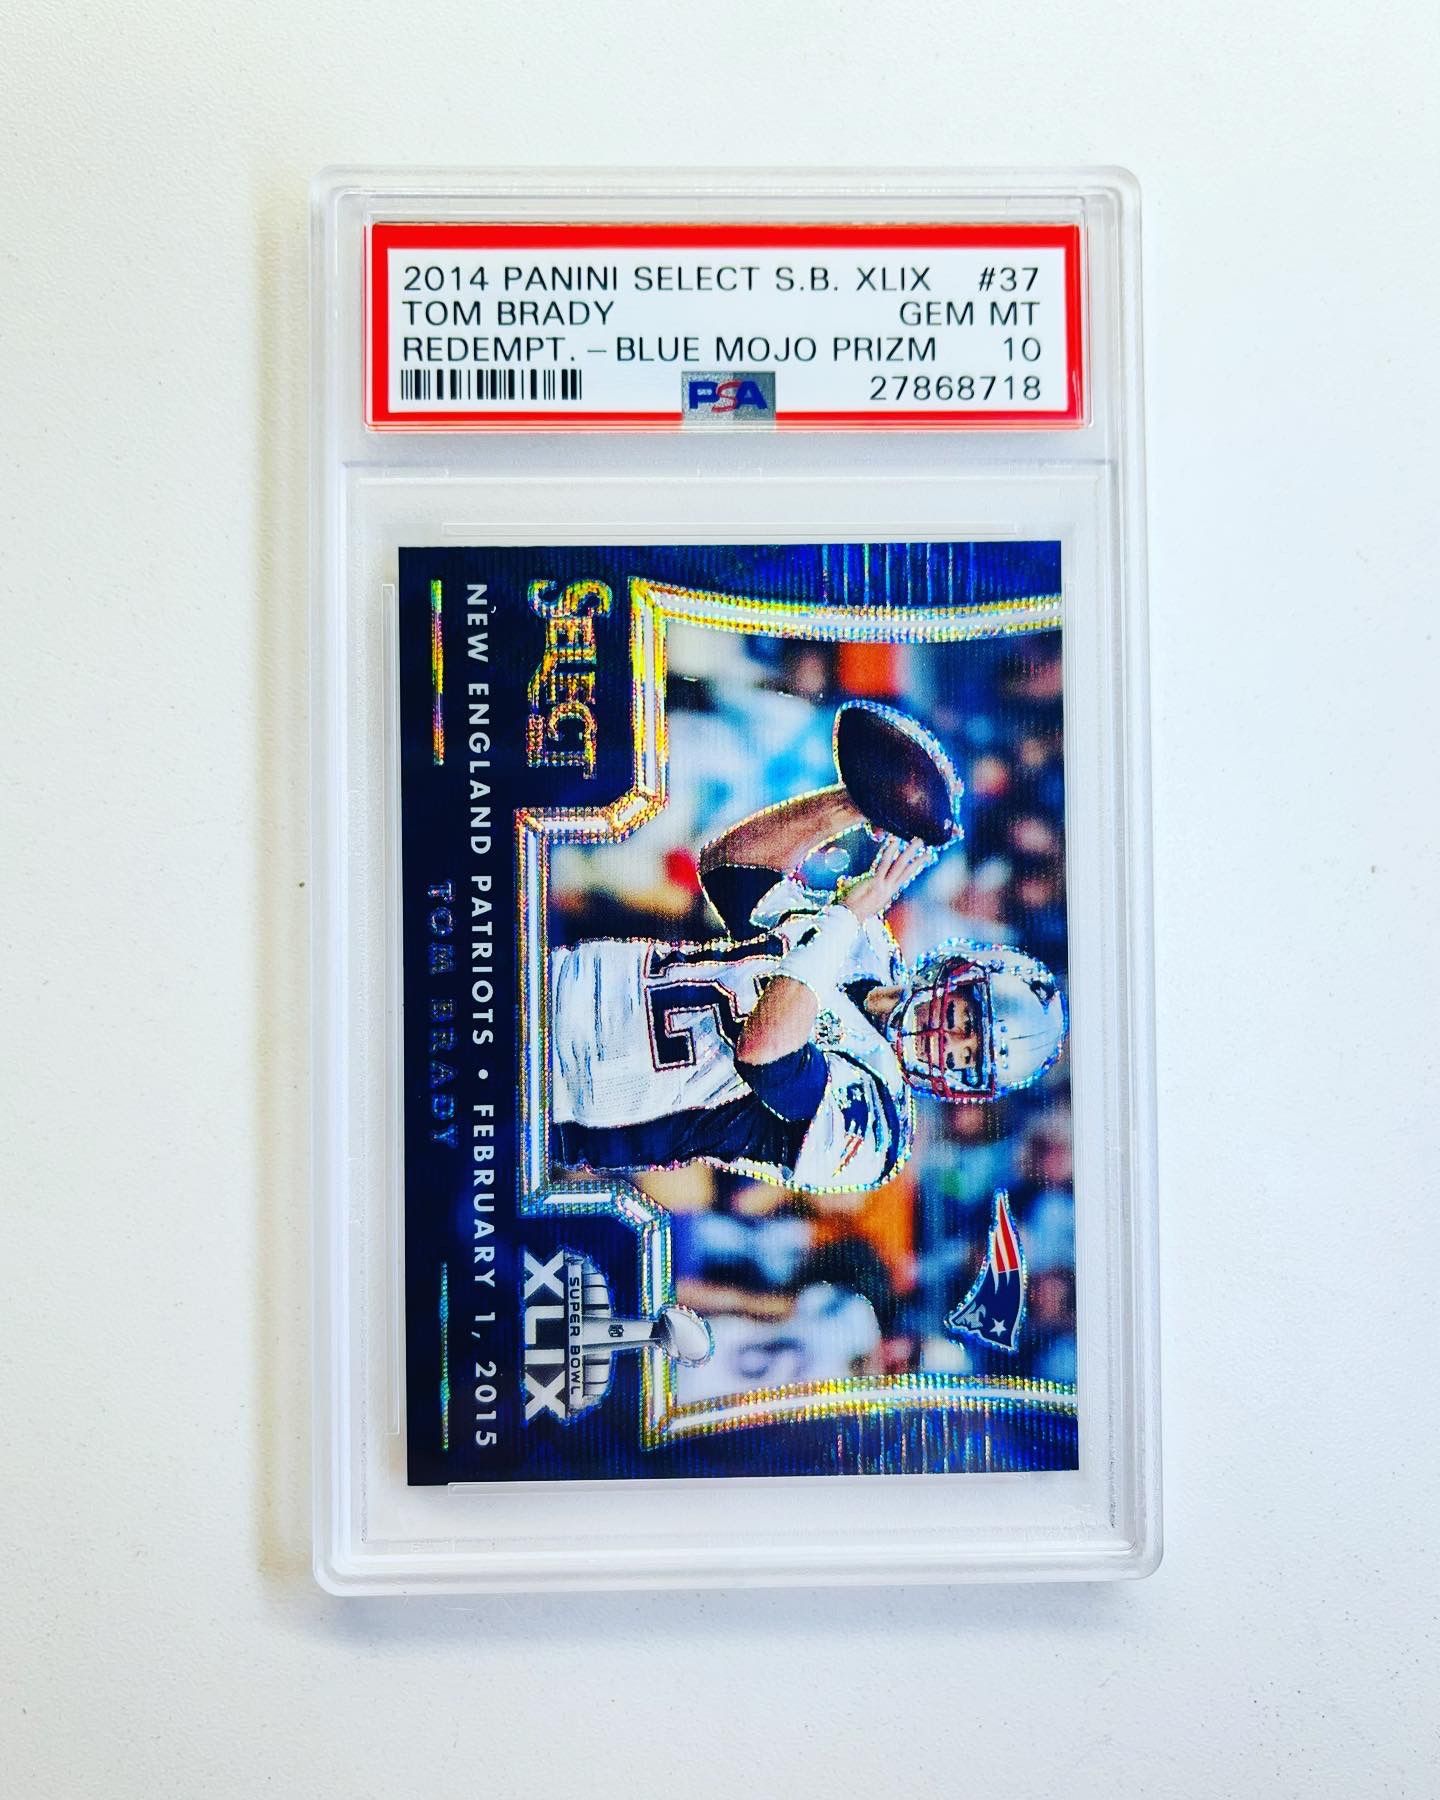 2014 PANINI SELECT S.B. XLIX #37
TOM BRADY GEM MT
REDEMPT. - BLUE MOJO PRIZM 10
PSA 27868718
SELECT
NEW ENGLAND PATRIOTS • FEBRUARY 1, 2015
TOM BRADY
SUPER BOWL
XLIX